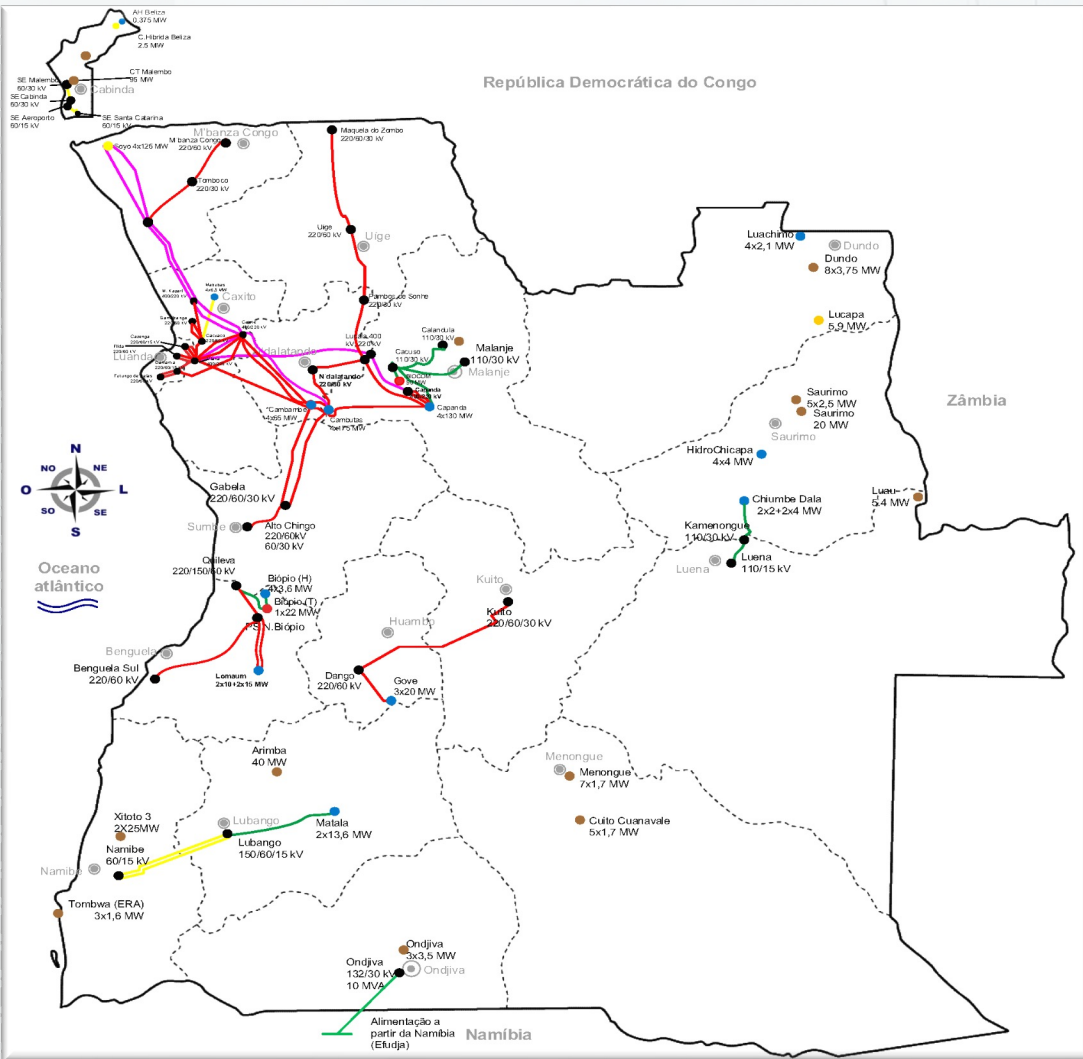 AH Beliza
0.375 MW
C.Hibrida Beliza
2.5 MW
CT Malembo
95 MW
SE Malembo
60/30 kV
Cabinda
SE Cabinda
60/30 kV
SE Aeroporto
60/15 kV
SE Santa Catarina
60/15 kV
República Democrática do Congo
Soyo 4x125 MW
M'banza Congo
M'banza Congo
220/60 kV
Maquela do Zombo
220/60/30 kV
Tomboco
220/30 kV
Uíge
220/60 kV
Uíge
Pambos de Sonhe
220/30 kV
Caxito
Luanda
Ndalatando
N'dalatando
220/60 kV
Calandula
110/30 kV
Cacuso
110/30 kV
Malanje
110/30 kV
Malanje
Cambambe
4x65 MW
Cambutas
Capanda
4x130 MW
Luachimo
4x2,1 MW
Dundo
Dundo
8x3,75 MW
Lucapa
5,9 MW
Saurimo
5x2,5 MW
Saurimo
20 MW
Saurimo
Zâmbia
HidroChicapa
4x4 MW
Luau
5.4 MW
Chiumbe Dala
2x2+2x4 MW
Kamenongue
110/30 kV
Luena
Luena
110/15 kV
N
NO
NE
O
L
SO
SE
S
Oceano
atlântico
Gabela
220/60/30 kV
Sumbe
Alto Chingo
220/60kV
60/30 kV
Quileva
220/150/60 kV
Biópio (H)
4x3,6 MW
Biópio (T)
1x22 MW
P.S.N.Biópio
Benguela
Benguela Sul
220/60 kV
Lomaum
2x10+2x15 MW
Kuito
Kuito
220/60/30 kV
Huambo
Dango
220/60 kV
Gove
3x20 MW
Arimba
40 MW
Menongue
Menongue
7x1,7 MW
Cuito Cuanavale
5x1,7 MW
Xitoto 3
2X25MW
Namibe
60/15 kV
Namibe
Lubango
Lubango
150/60/15 kV
Matala
2x13,6 MW
Tombwa (ERA)
3x1,6 MW
Ondjiva
3x3,5 MW
Ondjiva
132/30 kV
10 MVA
Ondjiva
Alimentação a
partir da Namíbia
(Efudja)
Namíbia